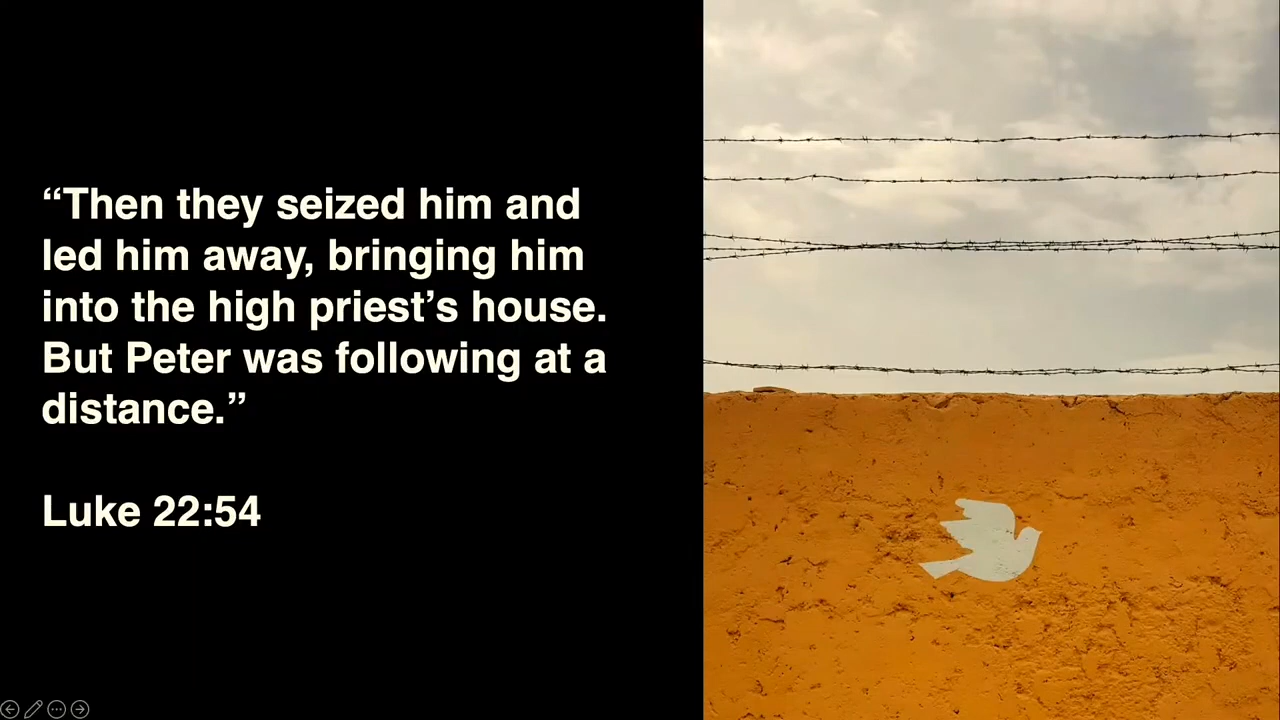 “Then they seized him and
led him away, bringing him
into the high priest’s house.
But Peter was following at a
distance.”
Luke 22:54